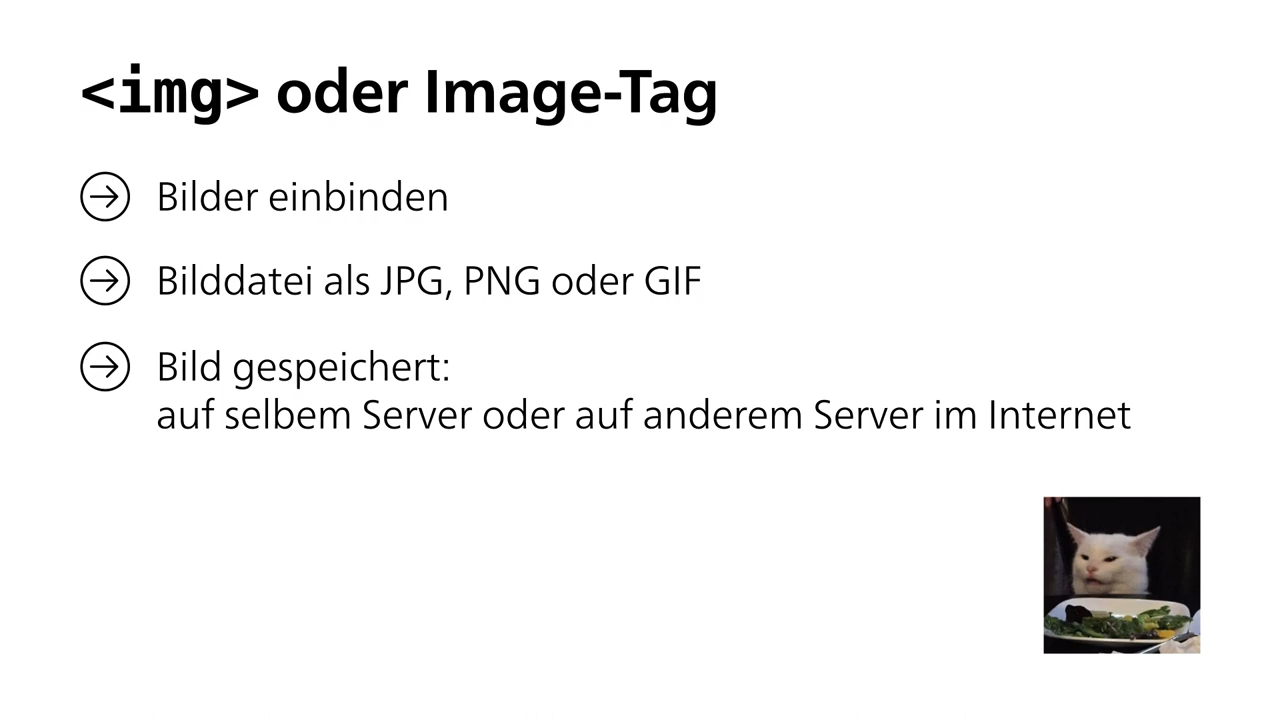 <img> oder Image-Tag
Bilder einbinden
Bilddatei als JPG, PNG oder GIF
Bild gespeichert:
auf selbem Server oder auf anderem Server im Internet